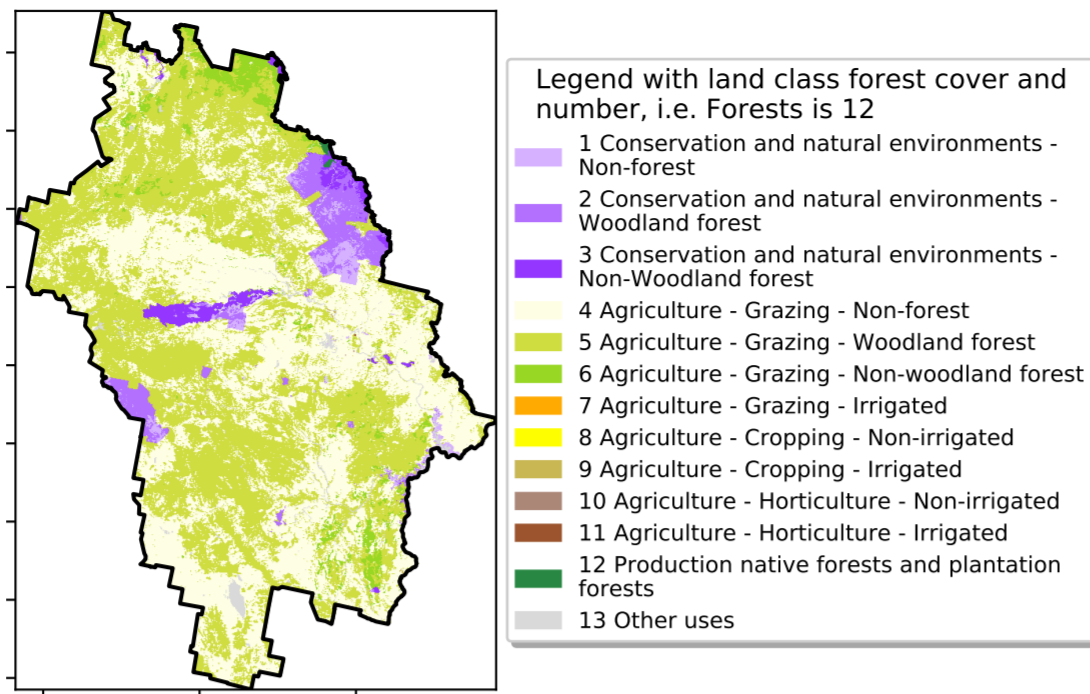 Legend with land class forest cover and
number, i.e. Forests is 12
1 Conservation and natural environments -
Non-forest
2 Conservation and natural environments -
Woodland forest
3 Conservation and natural environments -
Non-Woodland forest
4 Agriculture - Grazing - Non-forest
5 Agriculture - Grazing - Woodland forest
6 Agriculture - Grazing - Non-woodland forest
7 Agriculture - Grazing - Irrigated
8 Agriculture - Cropping - Non-irrigated
9 Agriculture - Cropping - Irrigated
10 Agriculture - Horticulture - Non-irrigated
11 Agriculture - Horticulture - Irrigated
12 Production native forests and plantation
forests
13 Other uses